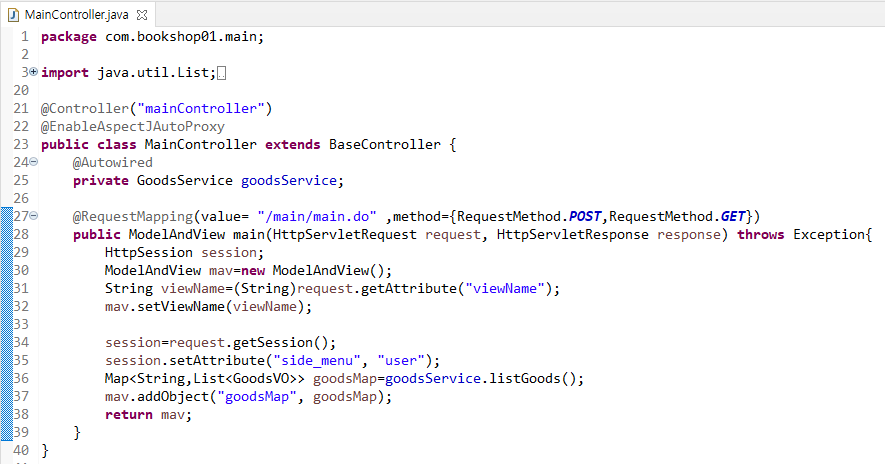 MainController.java
1 package com.bookshop01.main;
2
3 import java.util.List;
20
21 @Controller("mainController")
22 @EnableAspectJAutoProxy
23 public class MainController extends BaseController {
24     @Autowired
25     private GoodsService goodsService;
26
27     @RequestMapping(value= "/main/main.do" ,method={RequestMethod.POST,RequestMethod.GET})
28     public ModelAndView main(HttpServletRequest request, HttpServletResponse response) throws Exception{
29         HttpSession session;
30         ModelAndView mav=new ModelAndView();
31         String viewName=(String)request.getAttribute("viewName");
32         mav.setViewName(viewName);
33
34         session=request.getSession();
35         session.setAttribute("side_menu", "user");
36         Map<String,List<GoodsVO>> goodsMap=goodsService.listGoods();
37         mav.addObject("goodsMap", goodsMap);
38         return mav;
39     }
40 }